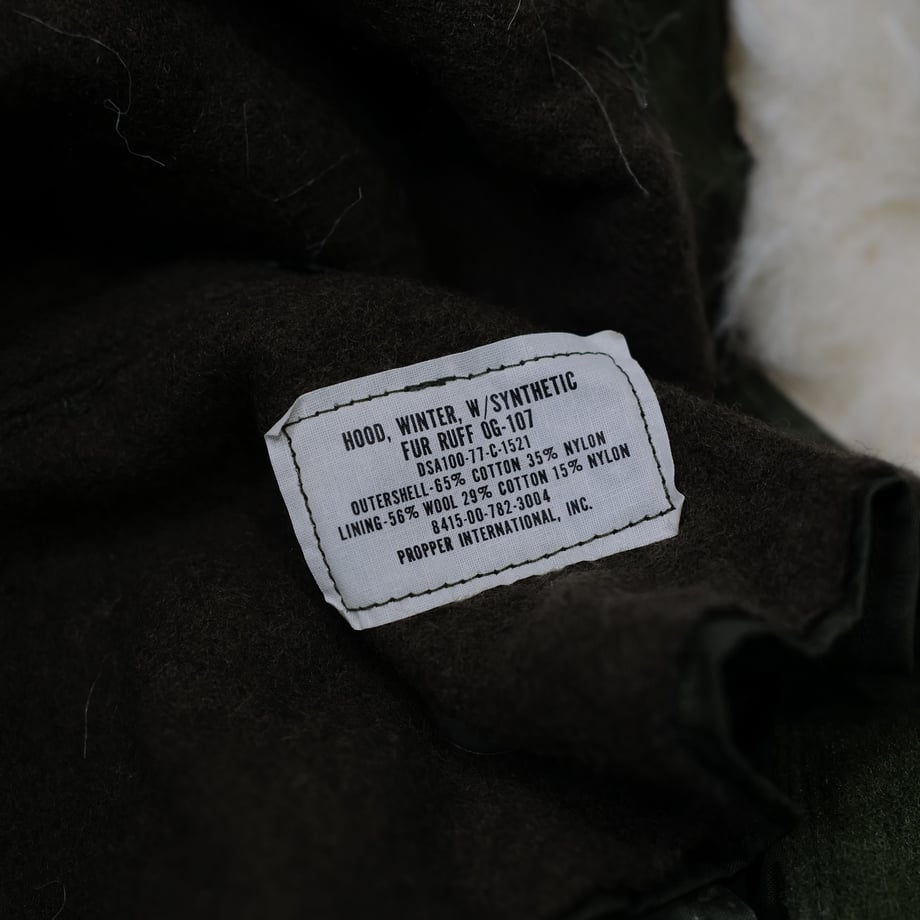 HOOD, WINTER, W/SYNTHETIC
FUR RUFF OG-107
DSA100-77-C-1521
OUTERSHELL-65% COTTON 35% NYLON
LINING-56% WOOL 29% COTTON 15% NYLON
8415-00-782-3004
PROPPER INTERNATIONAL, INC.